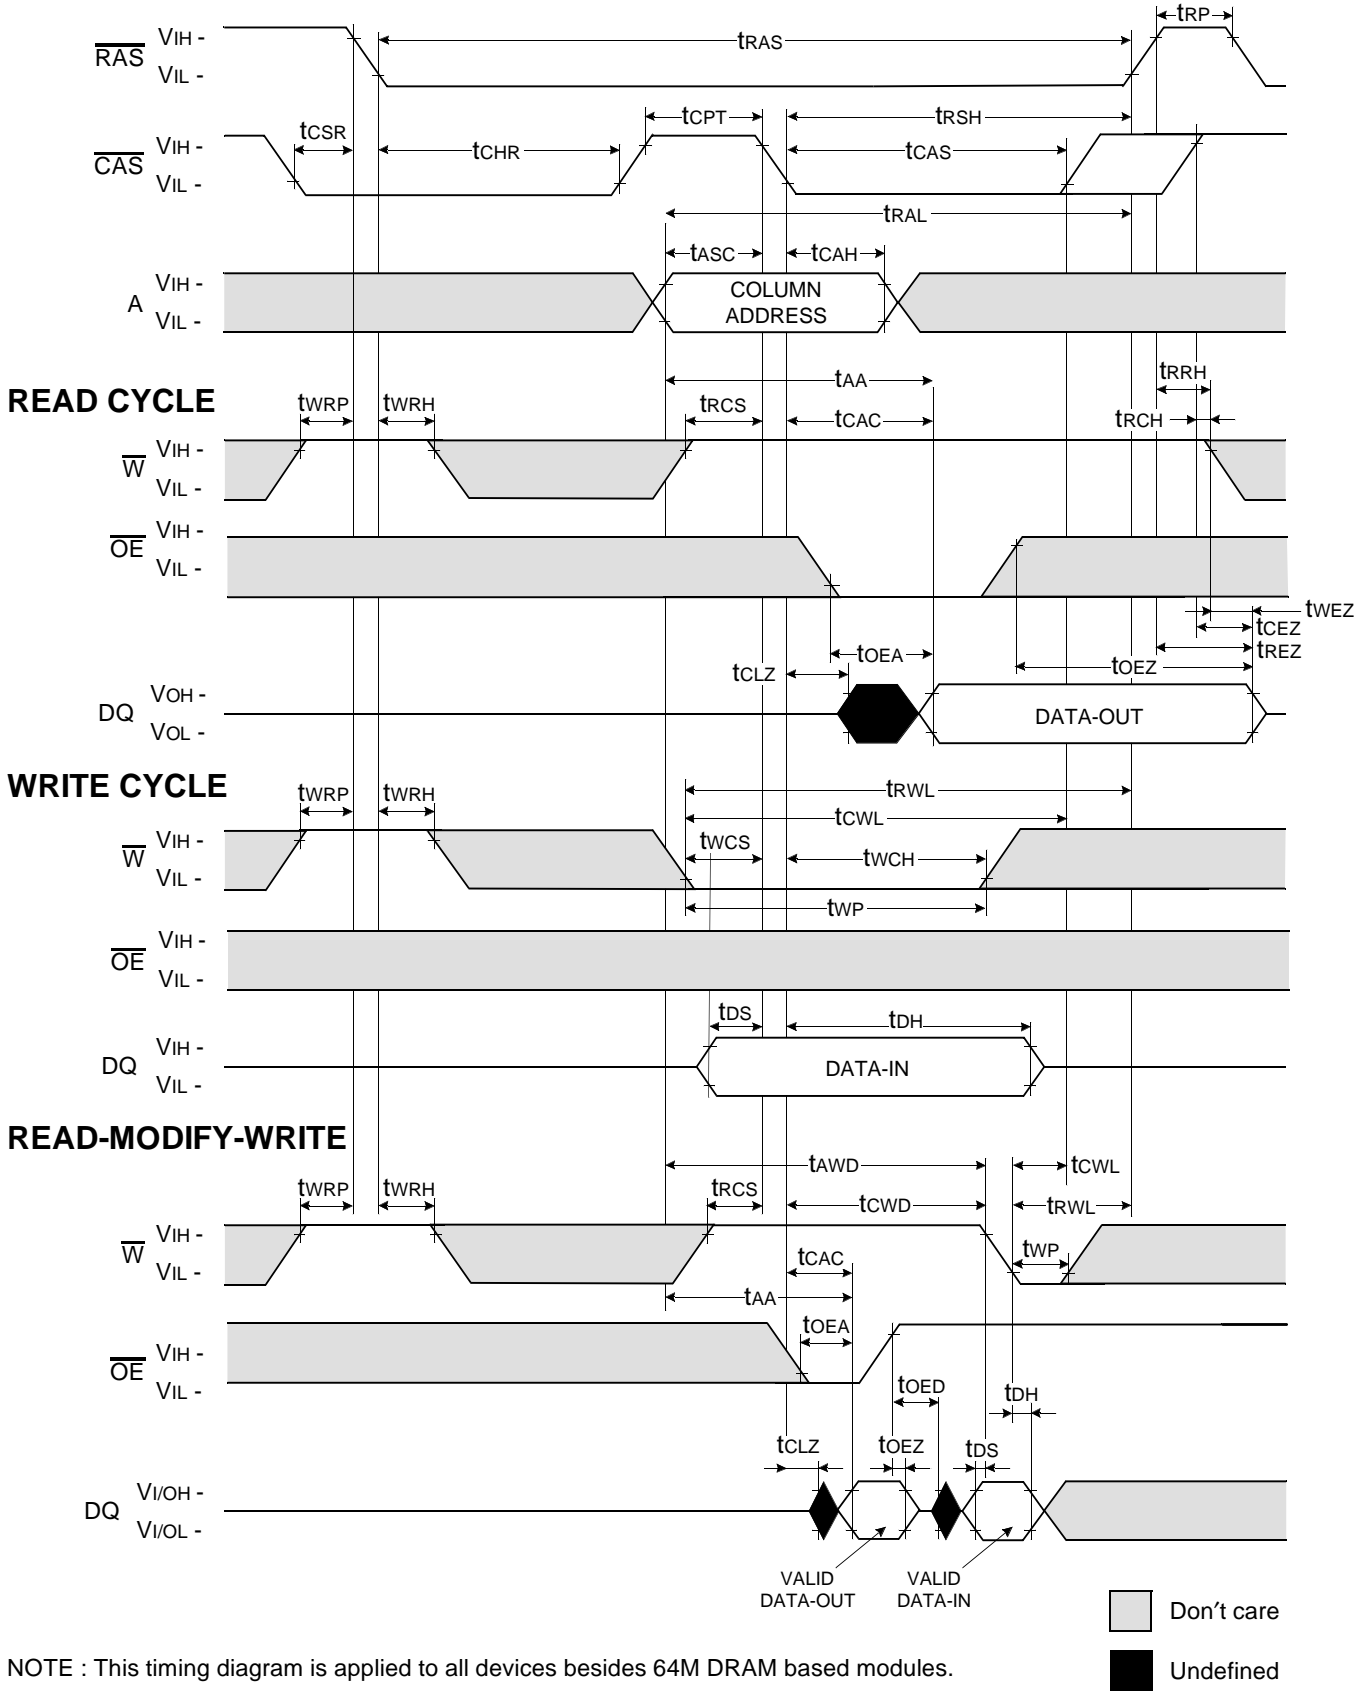 tRP
RAS VIH -
VIL -
tRAS
tCPT tRSH
tCSR
CAS VIH -
VIL -
tCHR tCAS
tRAL
tASC tCAH
A VIH -
VIL -
COLUMN
ADDRESS
READ CYCLE
tAA tRRH
tWRP tWRH tRCS tCAC tRCH
W VIH -
VIL -
OE VIH -
VIL -
tWEZ
tCEZ
tREZ
tOEA tOEZ
tCLZ
DQ VOH -
VOL -
DATA-OUT
WRITE CYCLE
tWRP tWRH tRWL
tCWL
tWCS tWCH
W VIH -
VIL -
tWP
OE VIH -
VIL -
tDS tDH
DQ VIH -
VIL -
DATA-IN
READ-MODIFY-WRITE
tAWD tCWL
tWRP tWRH tRCS tCWD tRWL
W VIH -
VIL -
tWP
tCAC
tAA
tOEA
OE VIH -
VIL -
tOED tDH
tCLZ tOEZ tDS
DQ VI/OH -
VI/OL -
VALID
DATA-OUT
VALID
DATA-IN
Don′t care
NOTE : This timing diagram is applied to all devices besides 64M DRAM based modules.
Undefined